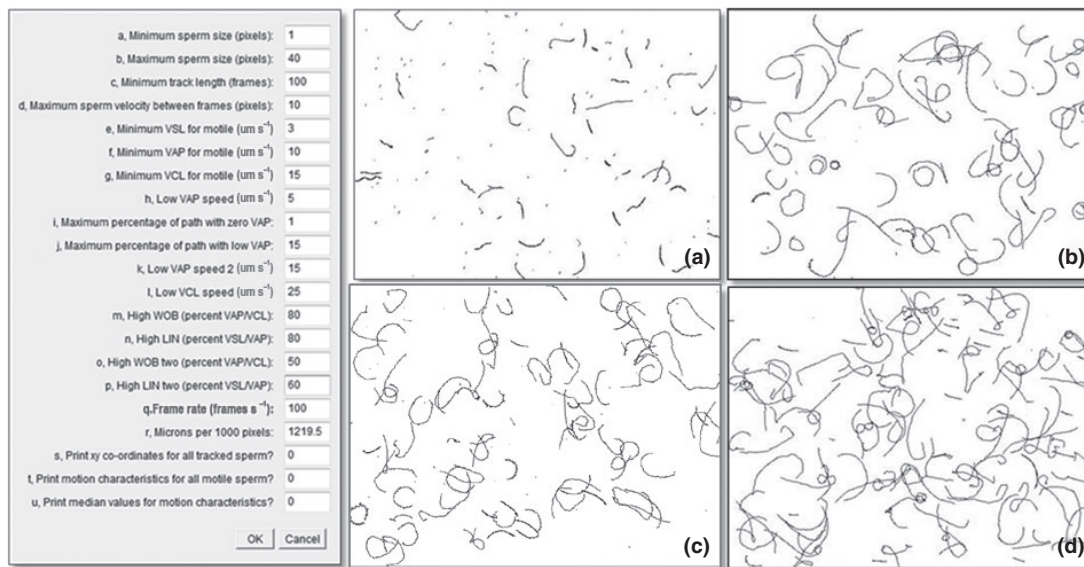 a, Minimum sperm size (pixels): 1
b, Maximum sperm size (pixels): 40
c, Minimum track length (frames): 100
d, Maximum sperm velocity between frames (pixels): 10
e, Minimum VSL for motile (um s⁻¹) 3
f, Minimum VAP for motile (um s⁻¹) 10
g, Minimum VCL for motile (um s⁻¹) 15
h, Low VAP speed (um s⁻¹) 5
i, Maximum percentage of path with zero VAP: 1
j, Maximum percentage of path with low VAP: 15
k, Low VAP speed 2 (um s⁻¹) 15
l, Low VCL speed (um s⁻¹) 25
m, High WOB (percent VAP/VCL): 80
n, High LIN (percent VSL/VAP): 80
o, High WOB two (percent VAP/VCL): 50
p, High LIN two (percent VSL/VAP): 60
q.Frame rate (frames s⁻¹): 100
r, Microns per 1000 pixels: 1219.5
s, Print xy co-ordinates for all tracked sperm? 0
t, Print motion characteristics for all motile sperm? 0
u, Print median values for motion characteristics? 0
OK Cancel
(a)
(b)
(c)
(d)